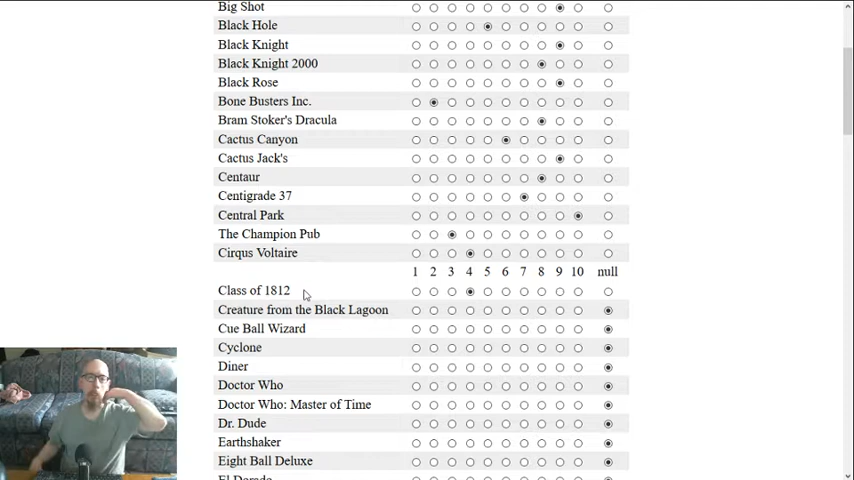 Big Shot
Black Hole
Black Knight
Black Knight 2000
Black Rose
Bone Busters Inc.
Bram Stoker's Dracula
Cactus Canyon
Cactus Jack's
Centaur
Centigrade 37
Central Park
The Champion Pub
Cirqus Voltaire
1 2 3 4 5 6 7 8 9 10 null
Class of 1812
Creature from the Black Lagoon
Cue Ball Wizard
Cyclone
Diner
Doctor Who
Doctor Who: Master of Time
Dr. Dude
Earthshaker
Eight Ball Deluxe
El Dorado